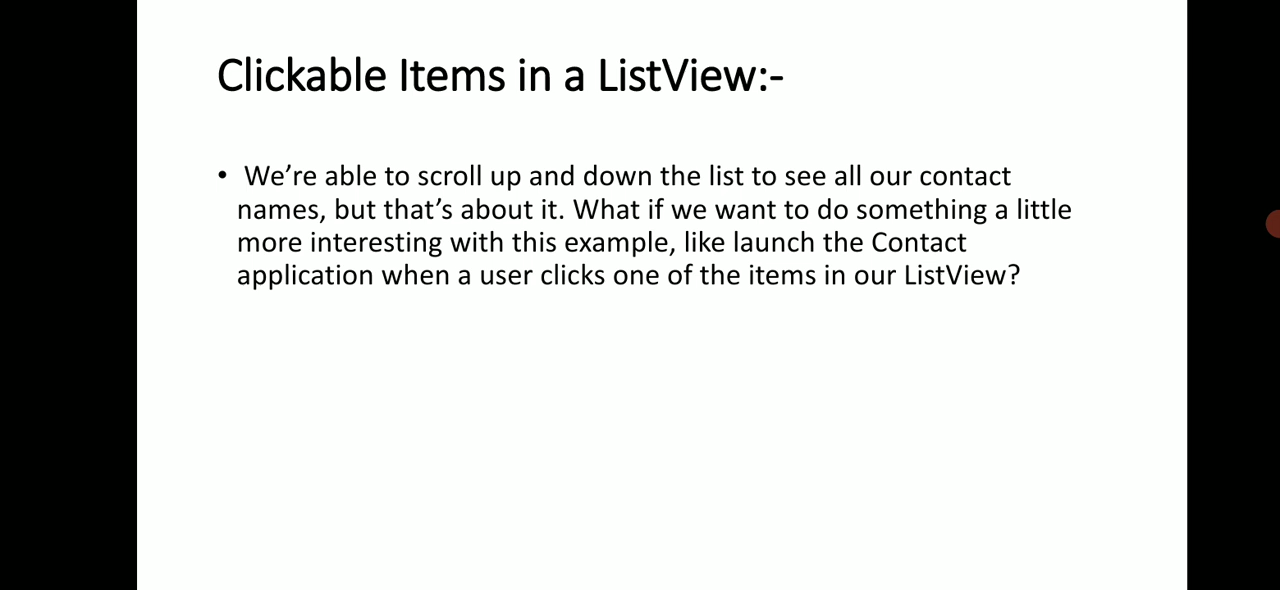 Clickable Items in a ListView:-
• We’re able to scroll up and down the list to see all our contact
names, but that’s about it. What if we want to do something a little
more interesting with this example, like launch the Contact
application when a user clicks one of the items in our ListView?